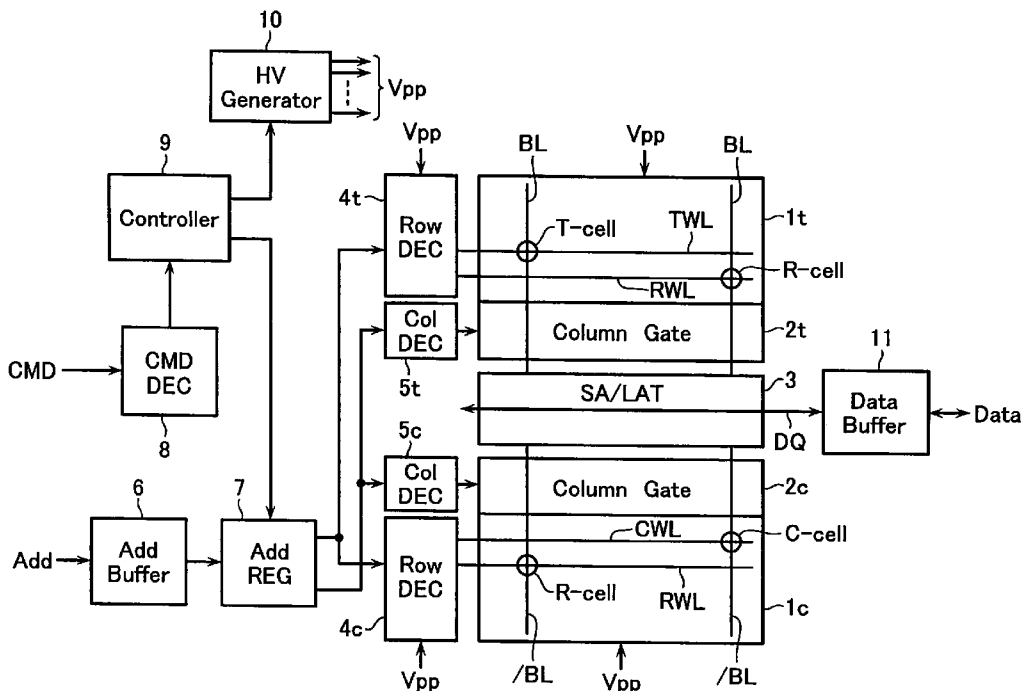 10
HV
Generator
Vpp
9
Controller
CMD
CMD
DEC
8
Add
6
Add
Buffer
7
Add
REG
Vpp
4t
Row
DEC
Col
DEC
5t
5c
Col
DEC
Row
DEC
4c
Vpp
BL
Vpp
BL
T-cell
TWL
1t
R-cell
RWL
Column Gate
2t
SA/LAT
3
DQ
11
Data
Buffer
Data
Column Gate
2c
CWL
C-cell
R-cell
RWL
1c
/BL
Vpp
/BL